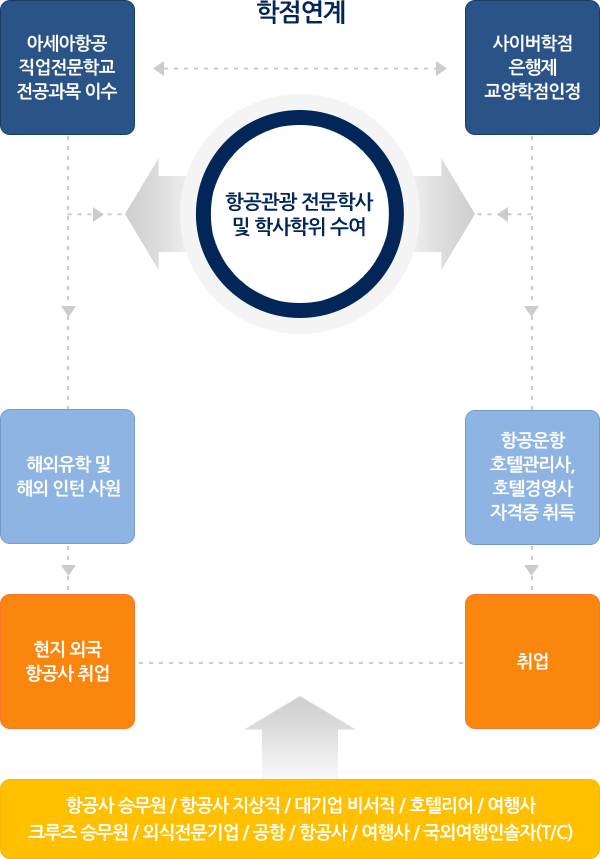 학점연계
아세아항공
직업전문학교
전공과목 이수
사이버학점
은행제
교양학점인정
항공관광 전문학사
및 학사학위 수여
해외유학 및
해외 인턴 사원
항공운항
호텔관리사,
호텔경영사
자격증 취득
현지 외국
항공사 취업
취업
항공사 승무원 / 항공사 지상직 / 대기업 비서직 / 호텔리어 / 여행사
크루즈 승무원 / 외식전문기업 / 공항 / 항공사 / 여행사 / 국외여행인솔자(T/C)